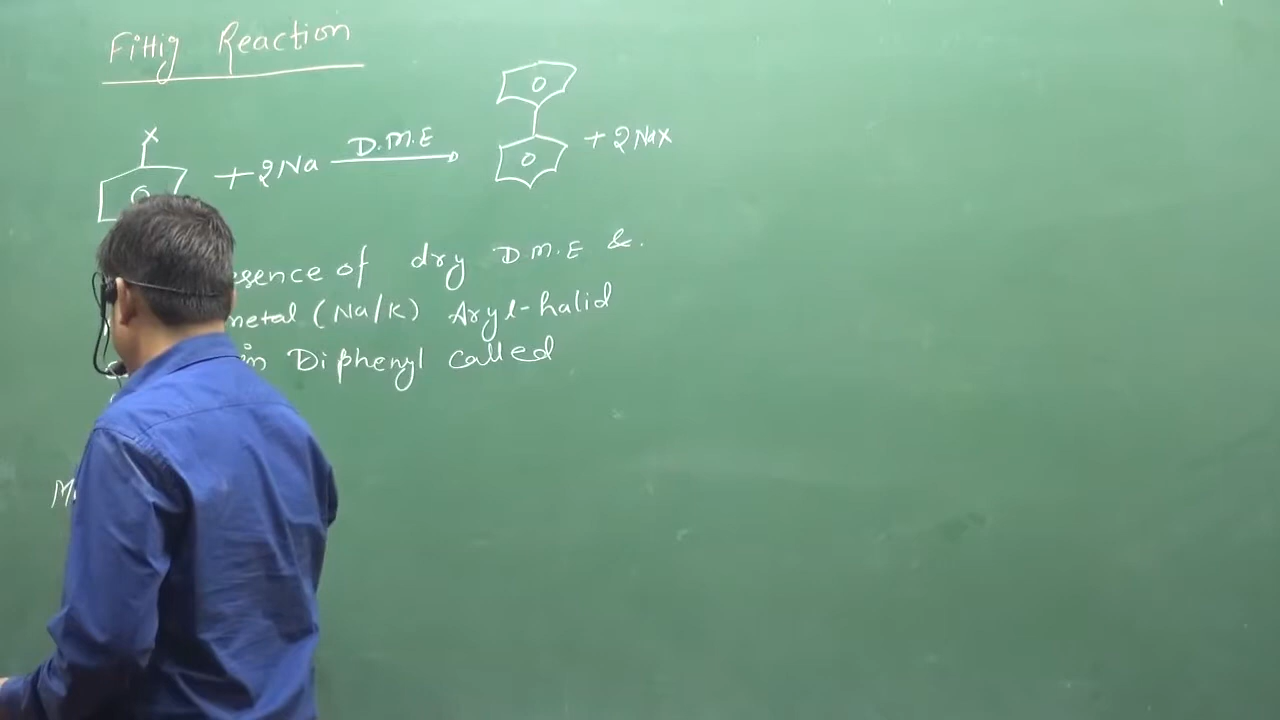 Fittig Reaction
X
+ 2Na D.M.E + 2NaX
esence of dry D.M.E &
metal (Na/K) Aryl-halid
in Diphenyl called
M